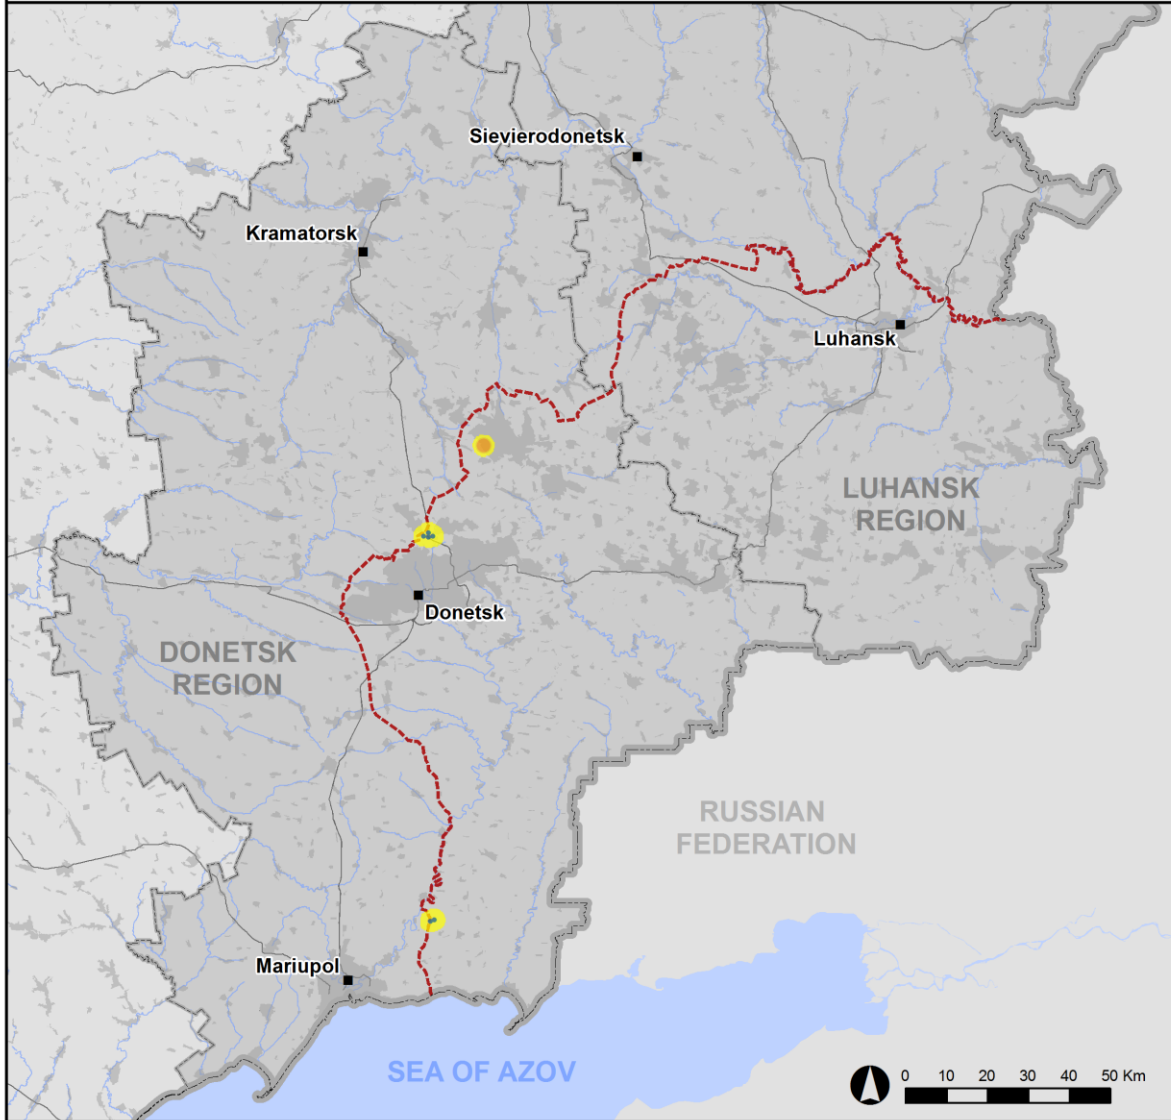 Sievierodonetsk
Kramatorsk
Luhansk
LUHANSK
REGION
Donetsk
DONETSK
REGION
RUSSIAN
FEDERATION
Mariupol
SEA OF AZOV
0 10 20 30 40 50 Km